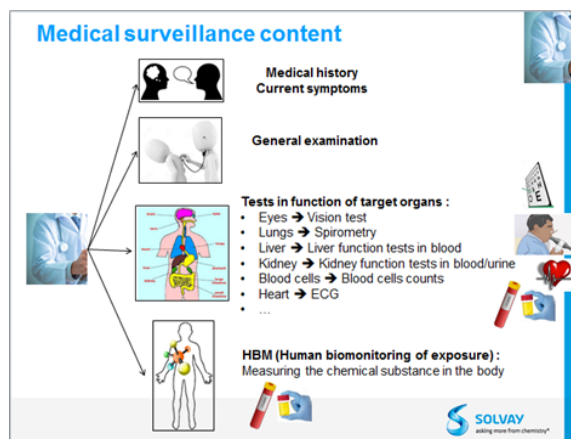 Medical surveillance content
Medical history
Current symptoms
General examination
Tests in function of target organs :
• Eyes ➔ Vision test
• Lungs ➔ Spirometry
• Liver ➔ Liver function tests in blood
• Kidney ➔ Kidney function tests in blood/urine
• Blood cells ➔ Blood cells counts
• Heart ➔ ECG
• ...
HBM (Human biomonitoring of exposure) :
Measuring the chemical substance in the body
SOLVAY
asking more from chemistry®